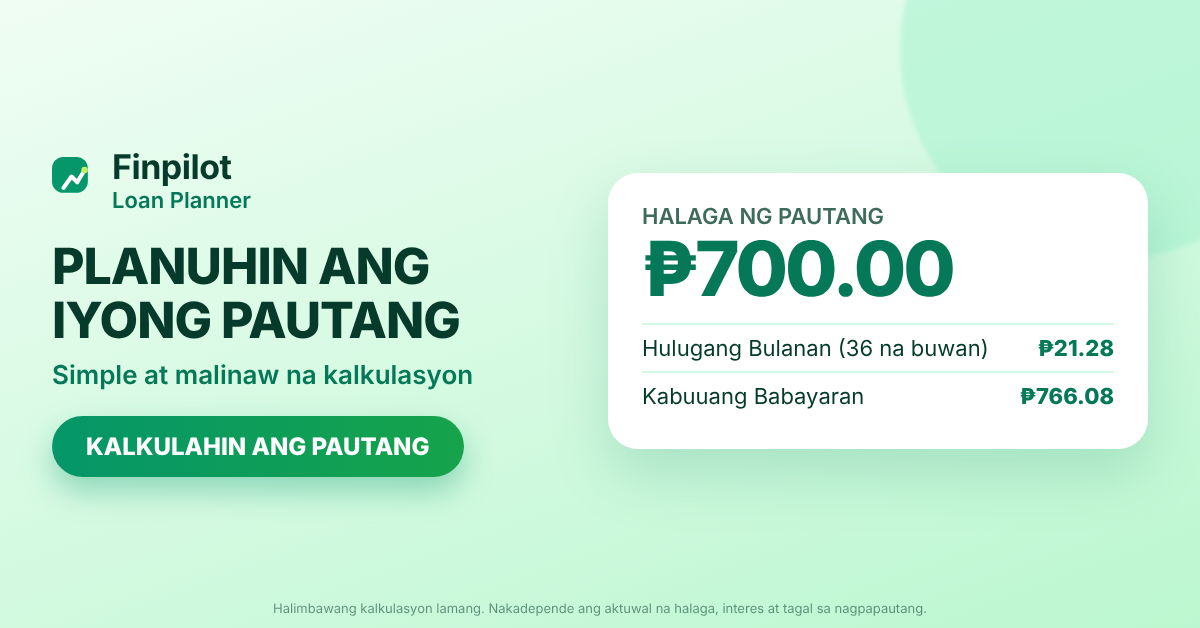 Finpilot
Loan Planner
PLANUHIN ANG
IYONG PAUTANG
Simple at malinaw na kalkulasyon
KALKULAHIN ANG PAUTANG
HALAGA NG PAUTANG
₱700.00
Hulugang Bulanan (36 na buwan) ₱21.28
Kabuuang Babayaran ₱766.08
Halimbawang kalkulasyon lamang. Nakadepende ang aktuwal na halaga, interes at tagal sa nagpapautang.